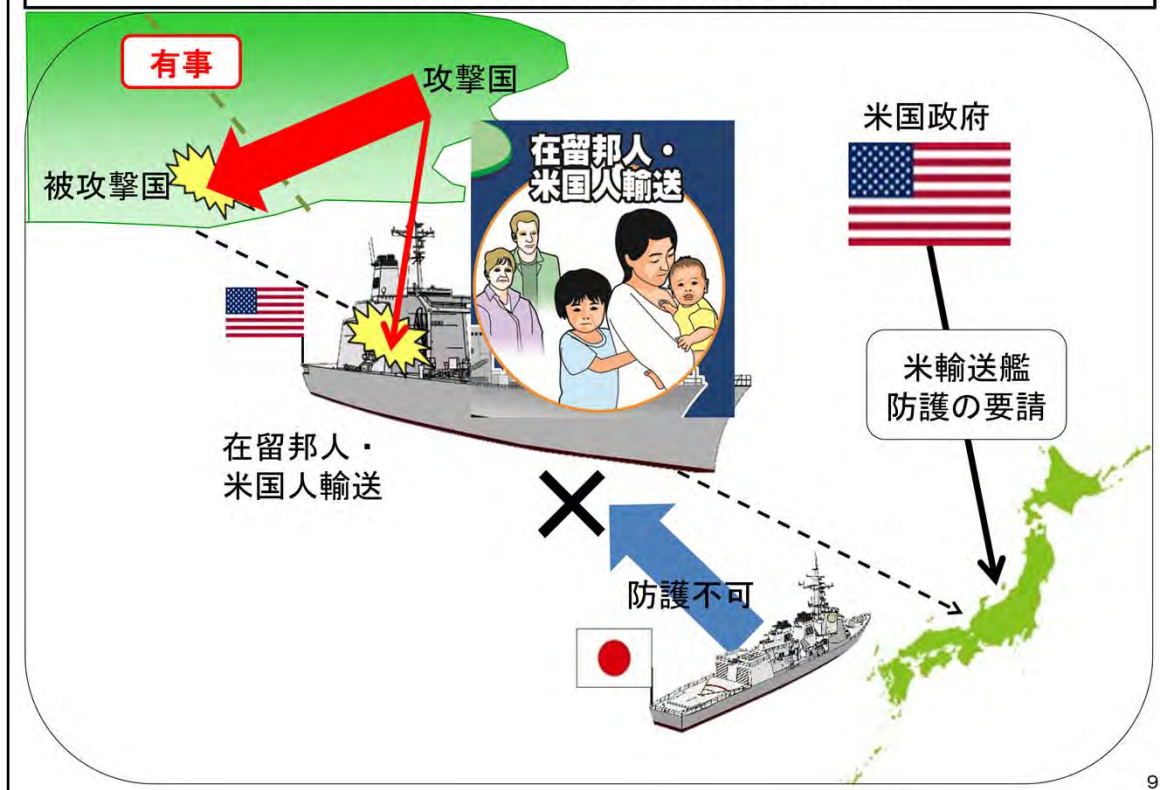 有事
攻撃国
被攻撃国
在留邦人・
米国人輸送
米国政府
米輸送艦
防護の要請
在留邦人・
米国人輸送
防護不可
9